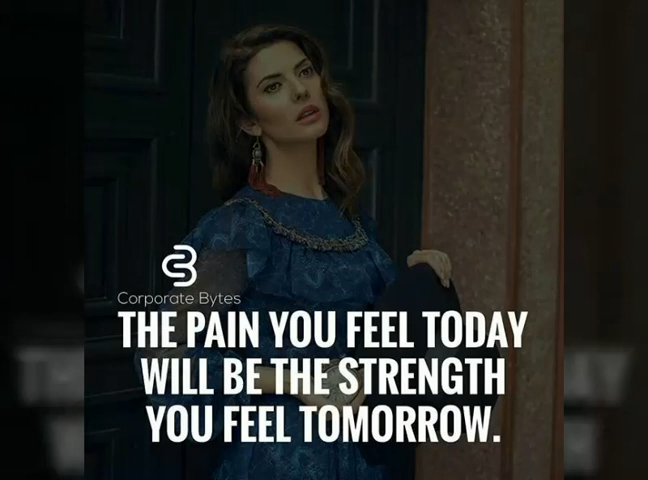 Corporate Bytes
THE PAIN YOU FEEL TODAY
WILL BE THE STRENGTH
YOU FEEL TOMORROW.